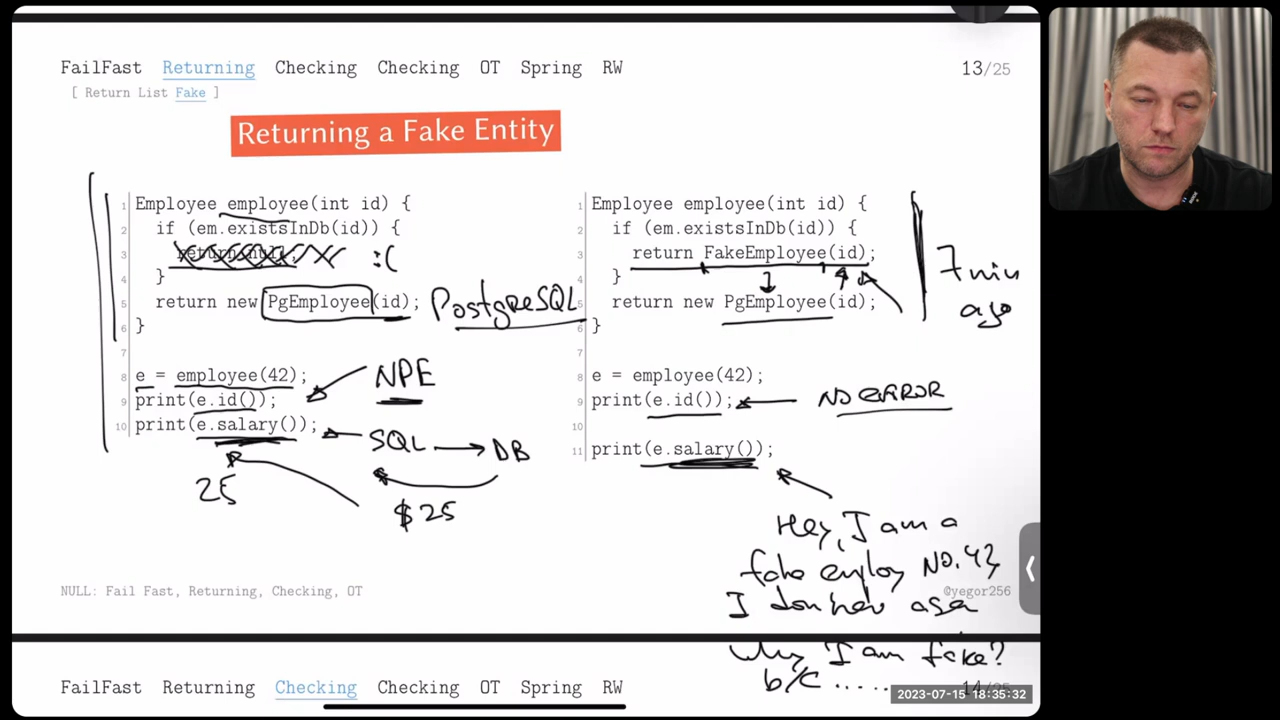 FailFast Returning Checking Checking OT Spring RW 13/25
[ Return List Fake ]
Returning a Fake Entity
1 Employee employee(int id) {
2 if (em.existsInDb(id)) {
3 return null; :(
4 }
5 return new PgEmployee(id); PostgreSQL
6 }
7
8 e = employee(42); NPE
9 print(e.id());
10 print(e.salary()); SQL → DB
25
$25
1 Employee employee(int id) {
2 if (em.existsInDb(id)) {
3 return FakeEmployee(id);
4 }
5 return new PgEmployee(id);
6 }
7
8 e = employee(42);
9 print(e.id()); NO ERROR
10
11 print(e.salary());
7 min
ago
Hey, I am a
fake employ NO. 42
I don't
why I am fake?
b/c .....
NULL: Fail Fast, Returning, Checking, OT
@yegor256
FailFast Returning Checking Checking OT Spring RW 14/25
2023-07-15 18:35:32